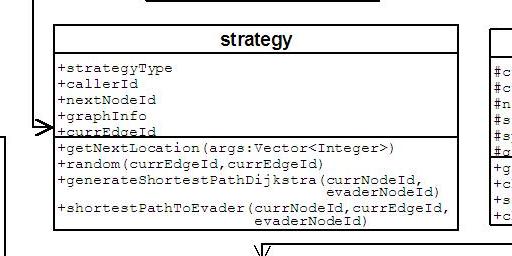 strategy
+strategyType
+callerId
+nextNodeId
+graphInfo
+currEdgeId
+getNextLocation(args:Vector<Integer>)
+random(currEdgeId,currEdgeId)
+generateShortestPathDijkstra(currNodeId,
evaderNodeId)
+shortestPathToEvader(currNodeId,currEdgeId,
evaderNodeId)
#c
#c
#n
#s
#s
#g
+g
+c
+s
+c